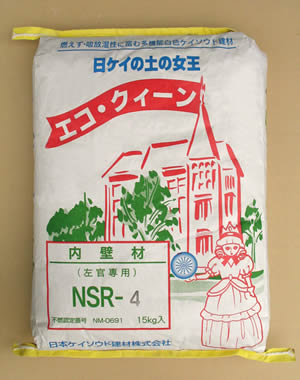 燃えず・吸放湿性に富む多機能白色ケイソウド建材
日ケイの土の女王
エコ・クィーン
内壁材
(左官専用)
NSR-4
不燃認定番号 NM-0691 15kg入
日本ケイソウド建材株式会社